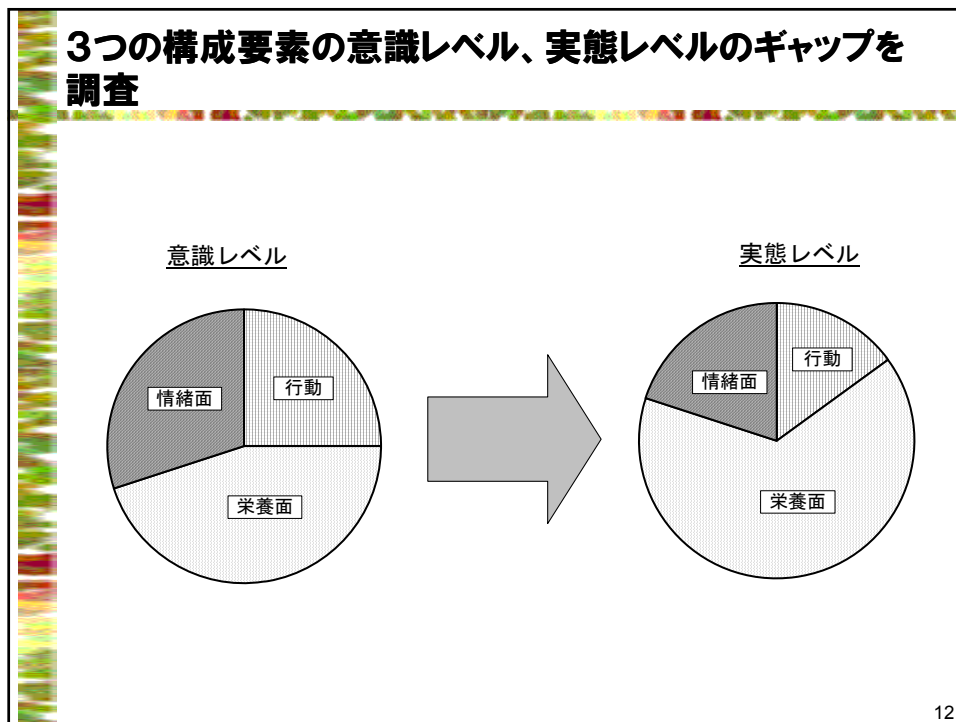 ３つの構成要素の意識レベル、実態レベルのギャップを
調査
意識レベル
実態レベル
情緒面
行動
栄養面
情緒面
行動
栄養面
12